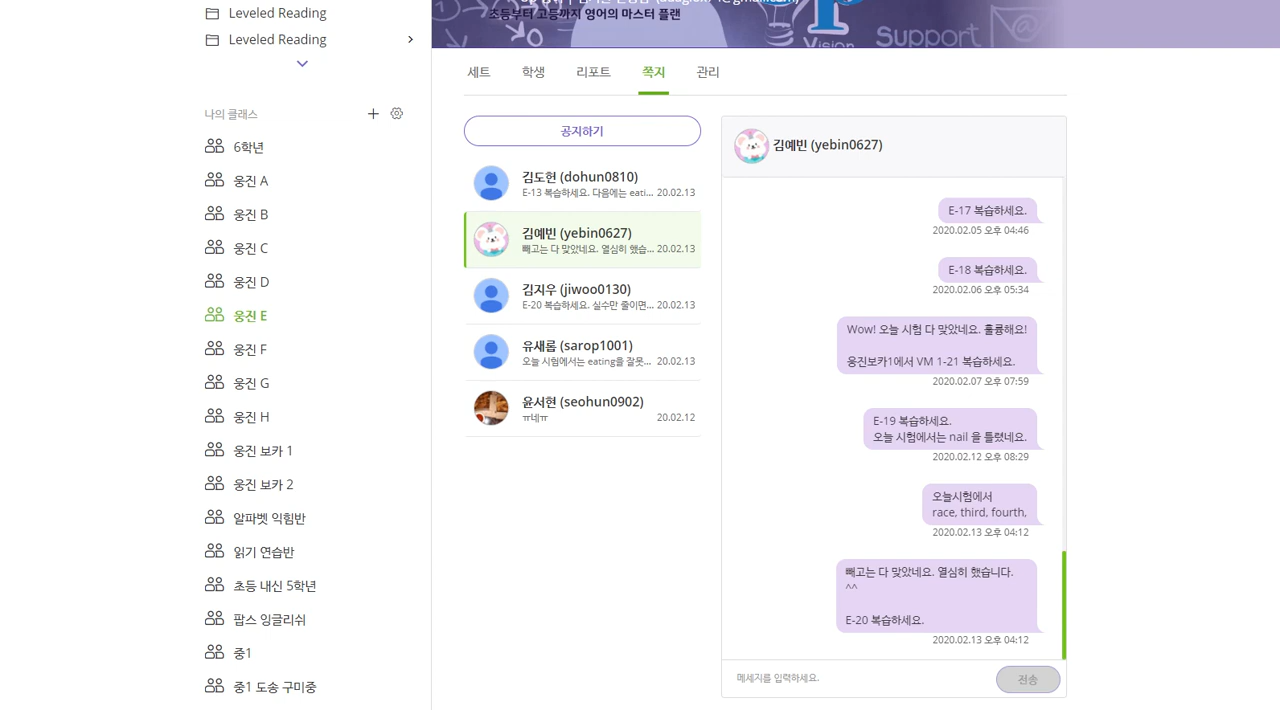 Leveled Reading
Leveled Reading
나의 클래스
6학년
웅진 A
웅진 B
웅진 C
웅진 D
웅진 E
웅진 F
웅진 G
웅진 H
웅진 보카 1
웅진 보카 2
알파벳 익힘반
읽기 연습반
초등 내신 5학년
팝스 잉글리쉬
중1
중1 도송 구미중
초등부터 고등까지 영어의 마스터 플랜
Vision
Support
세트
학생
리포트
쪽지
관리
공지하기
김도현 (dohun0810)
E-13 복습하세요. 다음에는 eati... 20.02.13
김예빈 (yebin0627)
빼고는 다 맞았네요. 열심히 했습... 20.02.13
김지우 (jiwoo0130)
E-20 복습하세요. 실수만 줄이면... 20.02.13
유새롬 (sarop1001)
오늘 시험에서는 eating을 잘못... 20.02.13
윤서현 (seohun0902)
ㅠ네ㅠ 20.02.12
김예빈 (yebin0627)
E-17 복습하세요.
2020.02.05 오후 04:46
E-18 복습하세요.
2020.02.06 오후 05:34
Wow! 오늘 시험 다 맞았네요. 훌륭해요!
웅진보카1에서 VM 1-21 복습하세요.
2020.02.07 오후 07:59
E-19 복습하세요.
오늘 시험에서는 nail 을 틀렸네요.
2020.02.12 오후 08:29
오늘시험에서
race, third, fourth,
2020.02.13 오후 04:12
빼고는 다 맞았네요. 열심히 했습니다.
^^
E-20 복습하세요.
2020.02.13 오후 04:12
메세지를 입력하세요.
전송